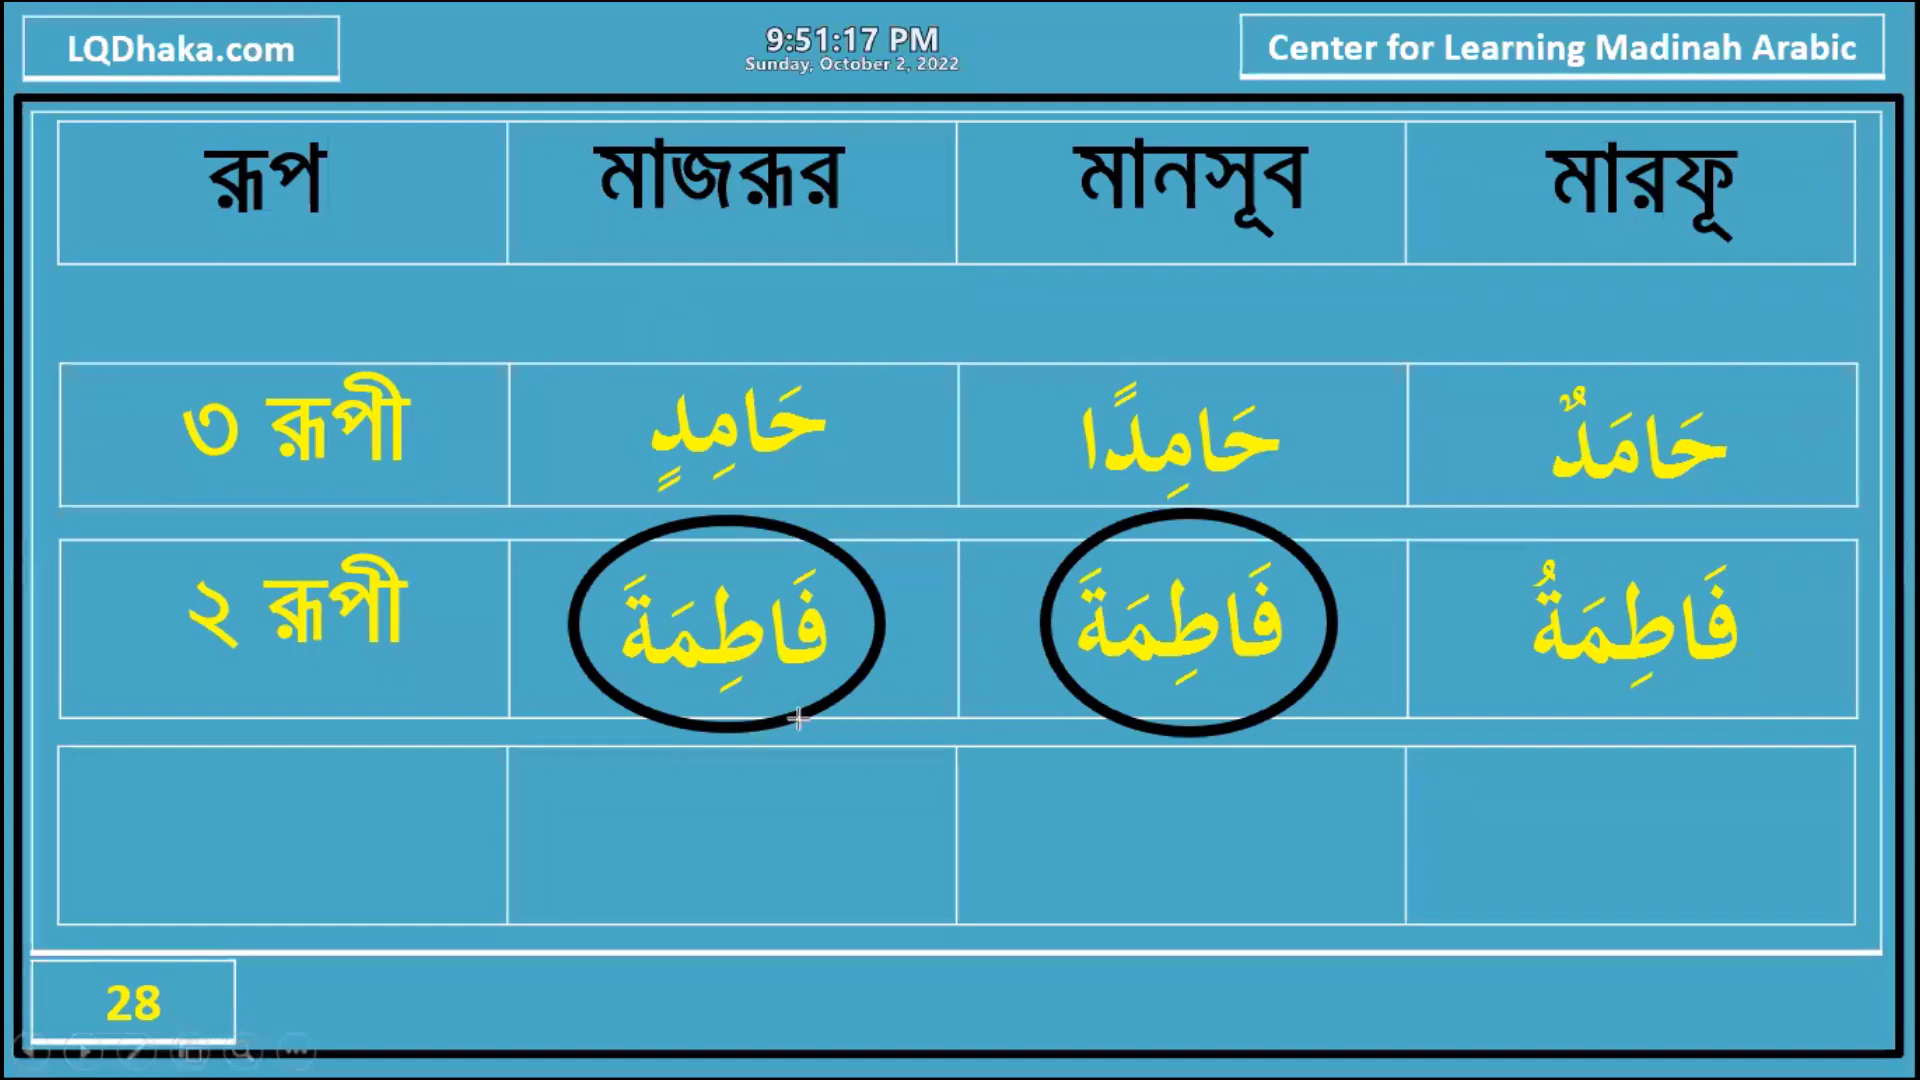 LQDhaka.com
9:51:17 PM
Sunday, October 2, 2022
Center for Learning Madinah Arabic
রূপ মাজরূর মানসূব মারফূ
৩ রূপী حَامِدٍ حَامِدًا حَامَدٌ
২ রূপী فَاطِمَةَ فَاطِمَةَ فَاطِمَةُ
28